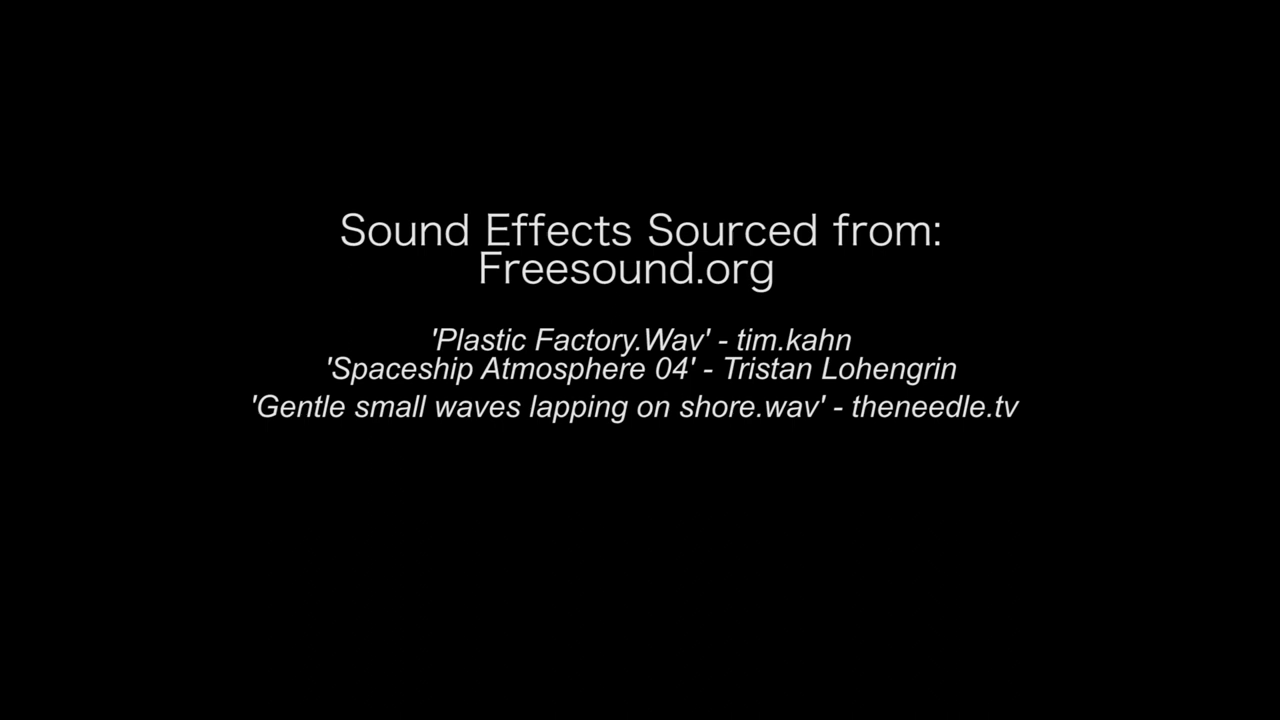 Sound Effects Sourced from:
Freesound.org
'Plastic Factory.Wav' - tim.kahn
'Spaceship Atmosphere 04' - Tristan Lohengrin
'Gentle small waves lapping on shore.wav' - theneedle.tv